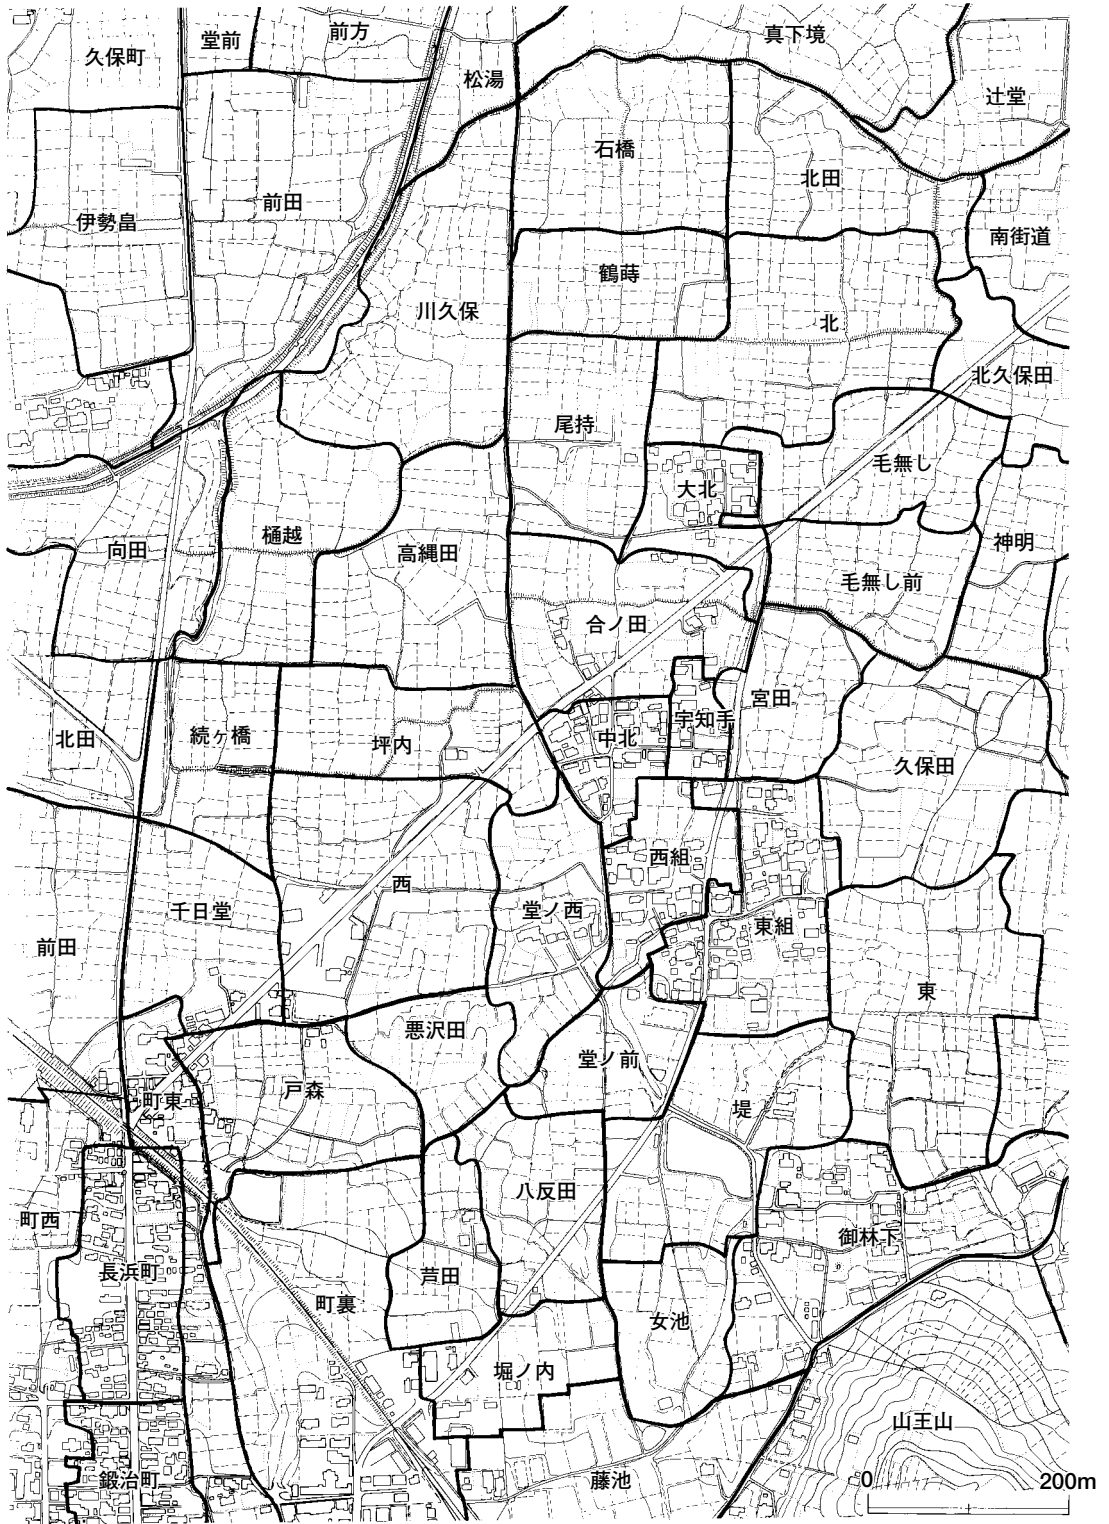 久保町
堂前
前方
松湯
真下境
辻堂
石橋
北田
伊勢畠
前田
南街道
鶴蒔
川久保
北
北久保田
尾持
毛無し
大北
向田
樋越
高縄田
神明
毛無し前
合ノ田
宮田
北田
続ヶ橋
坪内
中北
宇知手
久保田
西組
西
千日堂
堂ノ西
東組
前田
東
悪沢田
堂ノ前
戸森
町東
堤
八反田
町西
御林下
長浜町
芦田
町裏
女池
堀ノ内
山王山
鍛治町
藤池
0
200m